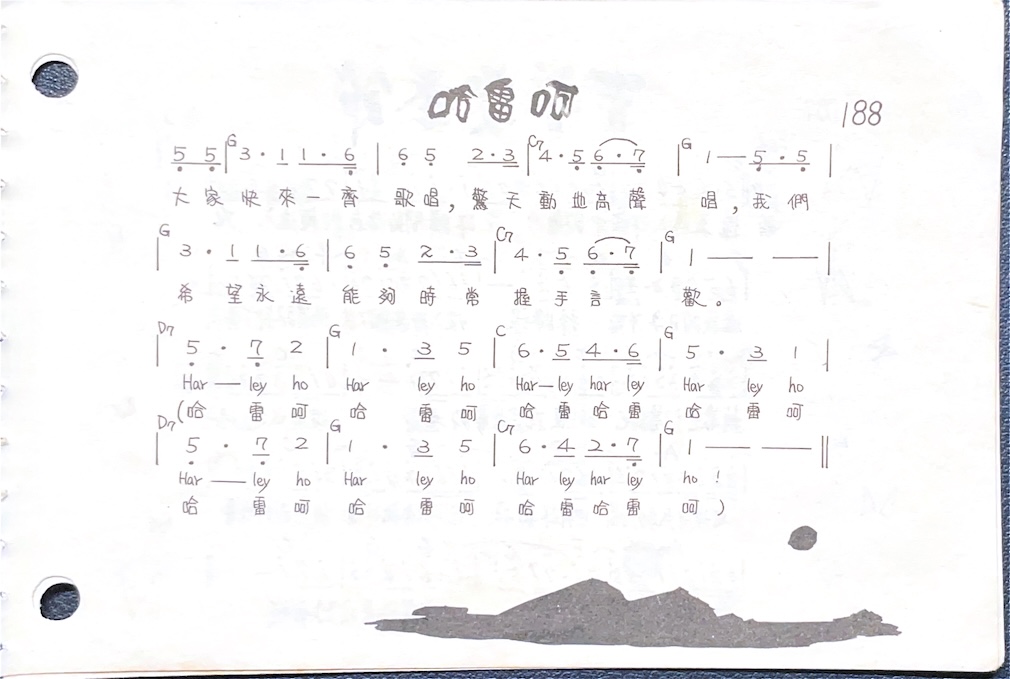 哈雷呵
188
G C7 G
5 5 | 3 · 1 1 · 6 | 6 5 2 · 3 | 4 · 5 6 · 7 | 1 — 5 · 5 |
大家快來一齊 歌唱,驚天動地高聲 唱,我們
G C7 G
| 3 · 1 1 · 6 | 6 5 2 · 3 | 4 · 5 6 · 7 | 1 — — |
希望永遠 能夠時常 握手言 歡。
D7 G C G
| 5 · 7 2 | 1 · 3 5 | 6 · 5 4 · 6 | 5 · 3 1 |
Har — ley ho Har ley ho Har — ley har ley Har ley ho
(哈 雷呵 哈 雷呵 哈雷哈雷 哈 雷 呵
D7 G C7 G
| 5 · 7 2 | 1 · 3 5 | 6 · 4 2 · 7 | 1 — — ||
Har — ley ho Har ley ho Har ley har ley ho !
哈 雷 呵 哈 雷呵 哈雷哈雷 呵)